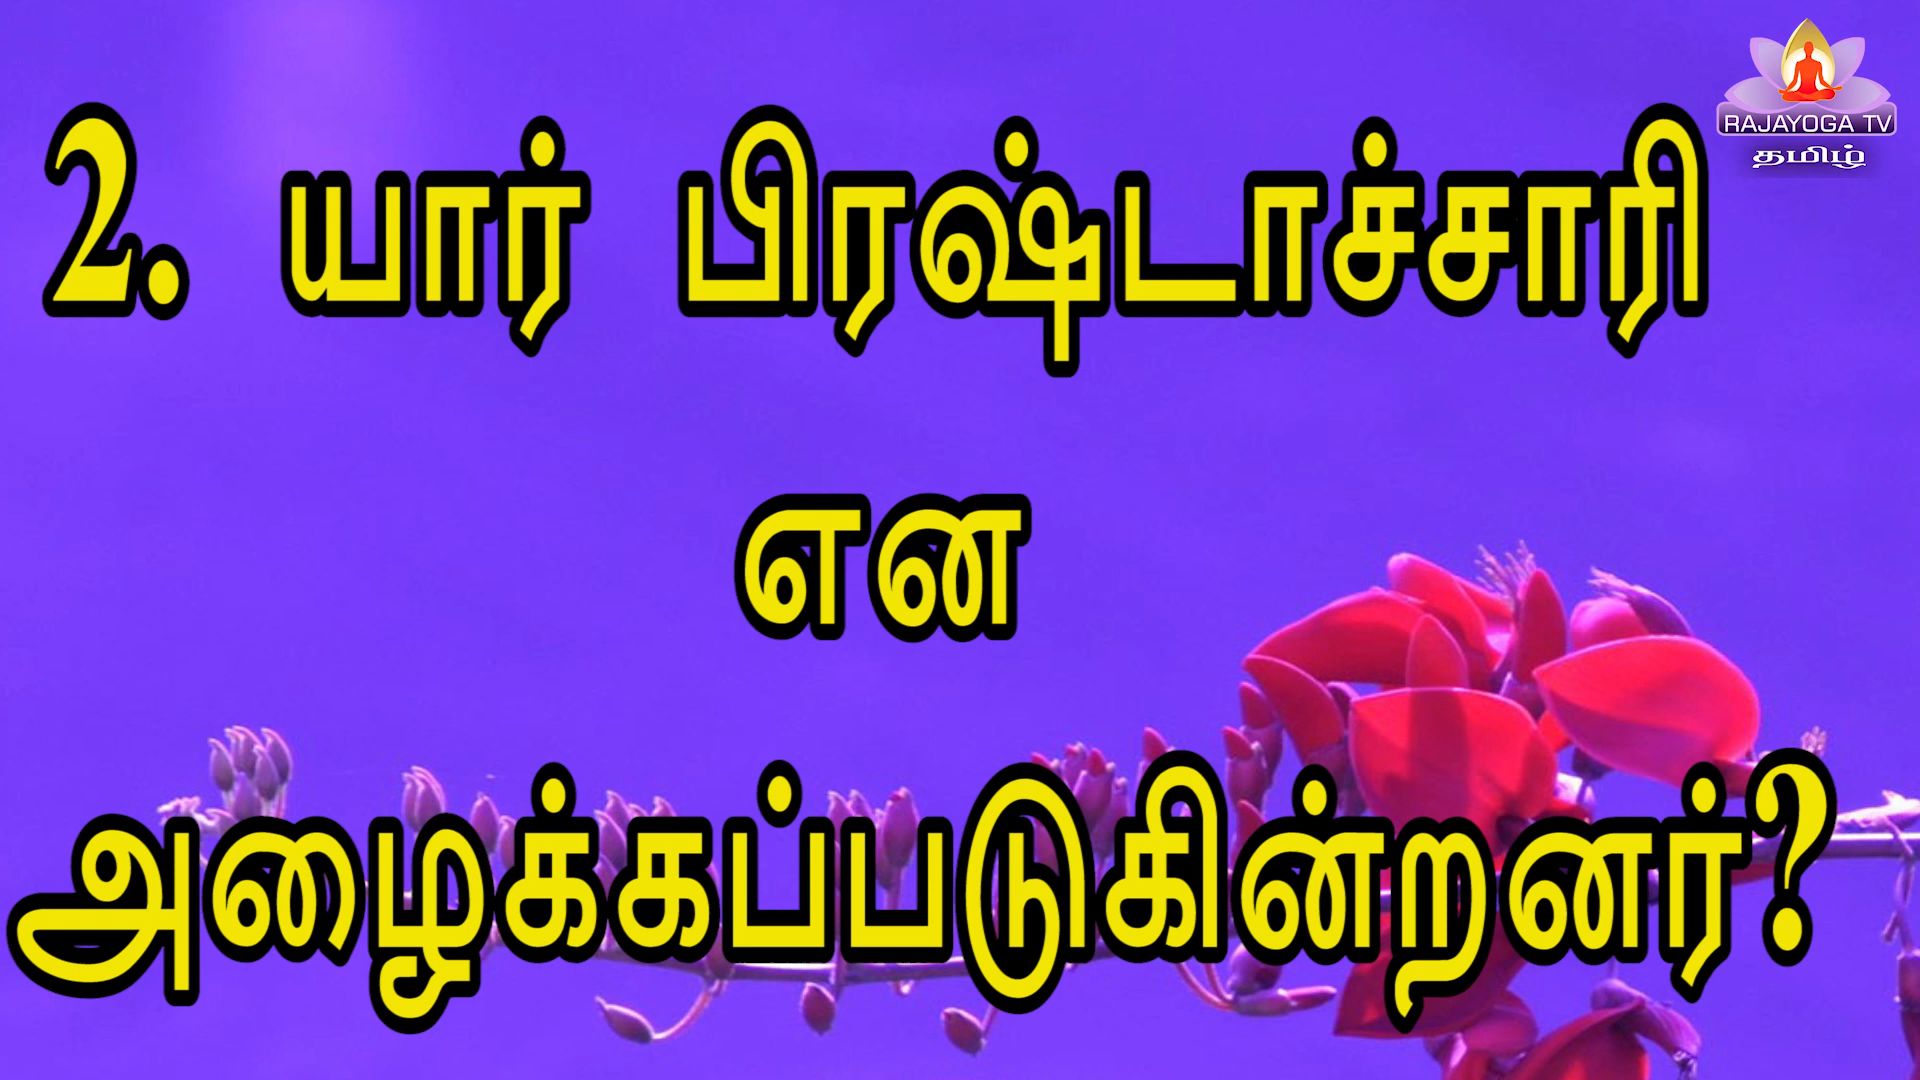 RAJAYOGA TV
தமிழ்
2. யார் பிரஷ்டாச்சாரி
என
அழைக்கப்படுகின்றனர்?